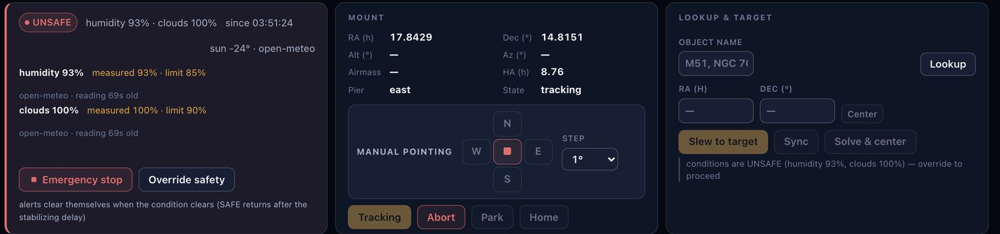 UNSAFE humidity 93% · clouds 100% since 03:51:24
sun -24° · open-meteo
humidity 93% measured 93% · limit 85%
open-meteo · reading 69s old
clouds 100% measured 100% · limit 90%
open-meteo · reading 69s old
Emergency stop Override safety
alerts clear themselves when the condition clears (SAFE returns after the
stabilizing delay)
MOUNT
RA (h) 17.8429 Dec (°) 14.8151
Alt (°) — Az (°) —
Airmass — HA (h) 8.76
Pier east State tracking
N
MANUAL POINTING W E
S
STEP
1°
Tracking Abort Park Home
LOOKUP & TARGET
OBJECT NAME
M51, NGC 70 Lookup
RA (H) DEC (°)
— — Center
Slew to target Sync Solve & center
conditions are UNSAFE (humidity 93%, clouds 100%) — override to
proceed